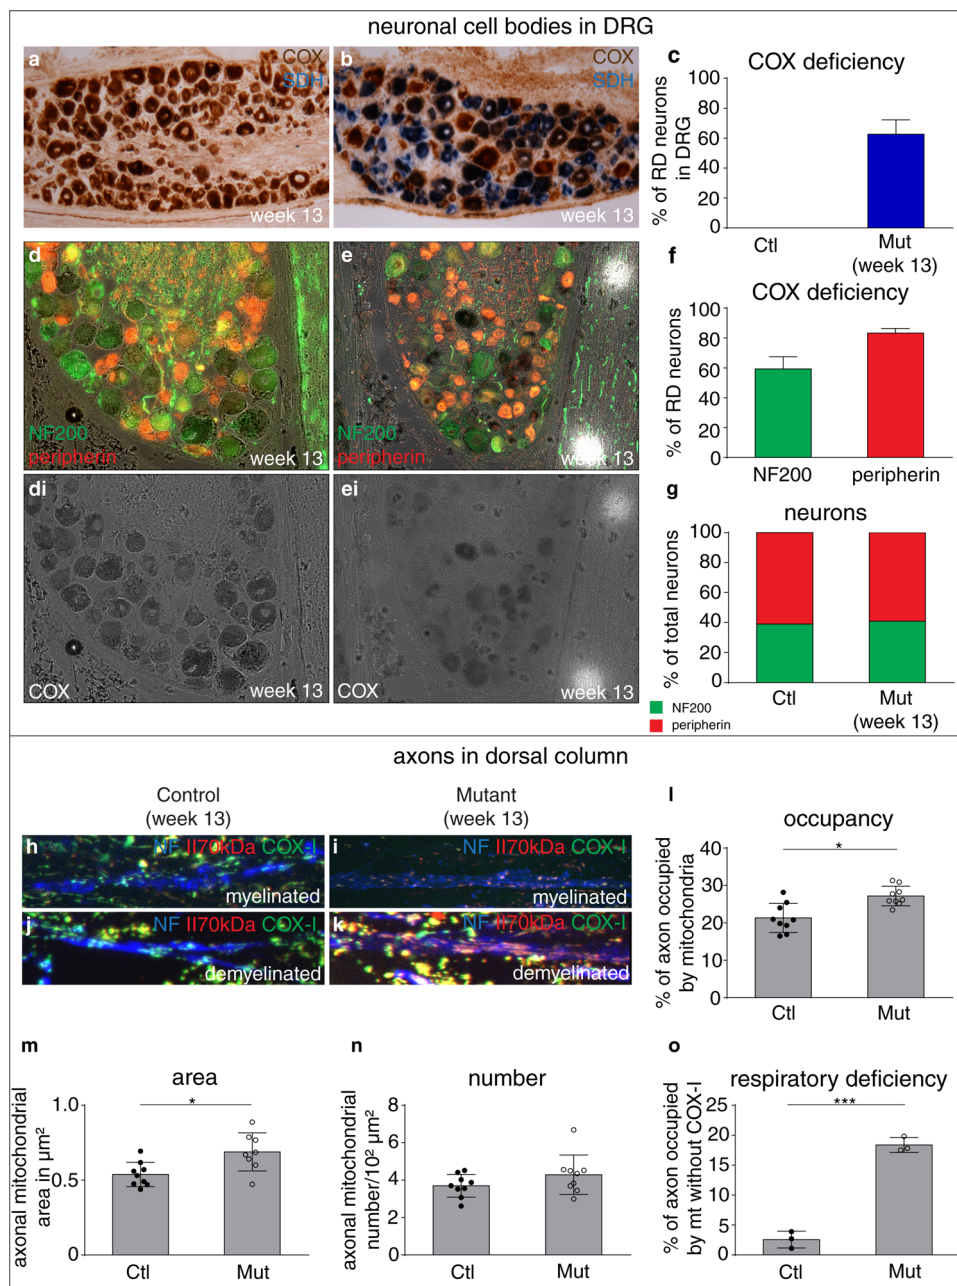 neuronal cell bodies in DRG
a
COX
SDH
week 13
b
COX
SDH
week 13
c
COX deficiency
% of RD neurons
in DRG
100
80
60
40
20
0
Ctl
Mut
(week 13)
d
NF200
peripherin
week 13
e
NF200
peripherin
week 13
f
COX deficiency
% of RD neurons
100
80
60
40
20
0
NF200
peripherin
di
COX
week 13
ei
COX
week 13
g
neurons
% of total neurons
100
80
60
40
20
0
Ctl
Mut
(week 13)
NF200
peripherin
axons in dorsal column
Control
(week 13)
Mutant
(week 13)
h
NF II70kDa COX-I
myelinated
i
NF II70kDa COX-I
myelinated
j
NF II70kDa COX-I
demyelinated
k
NF II70kDa COX-I
demyelinated
l
occupancy
% of axon occupied
by mitochondria
40
30
20
10
0
*
Ctl
Mut
m
area
axonal mitochondrial
area in µm²
1.0
0.5
0
*
Ctl
Mut
n
number
axonal mitochondrial
number/10² µm²
8
6
4
2
0
Ctl
Mut
o
respiratory deficiency
% of axon occupied
by mt without COX-I
25
20
15
10
5
0
***
Ctl
Mut